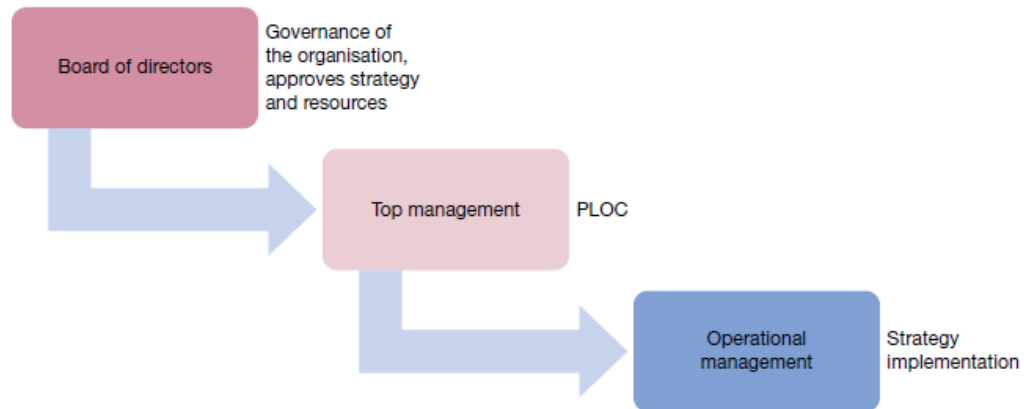 Board of directors
Governance of
the organisation,
approves strategy
and resources
Top management
PLOC
Operational
management
Strategy
implementation